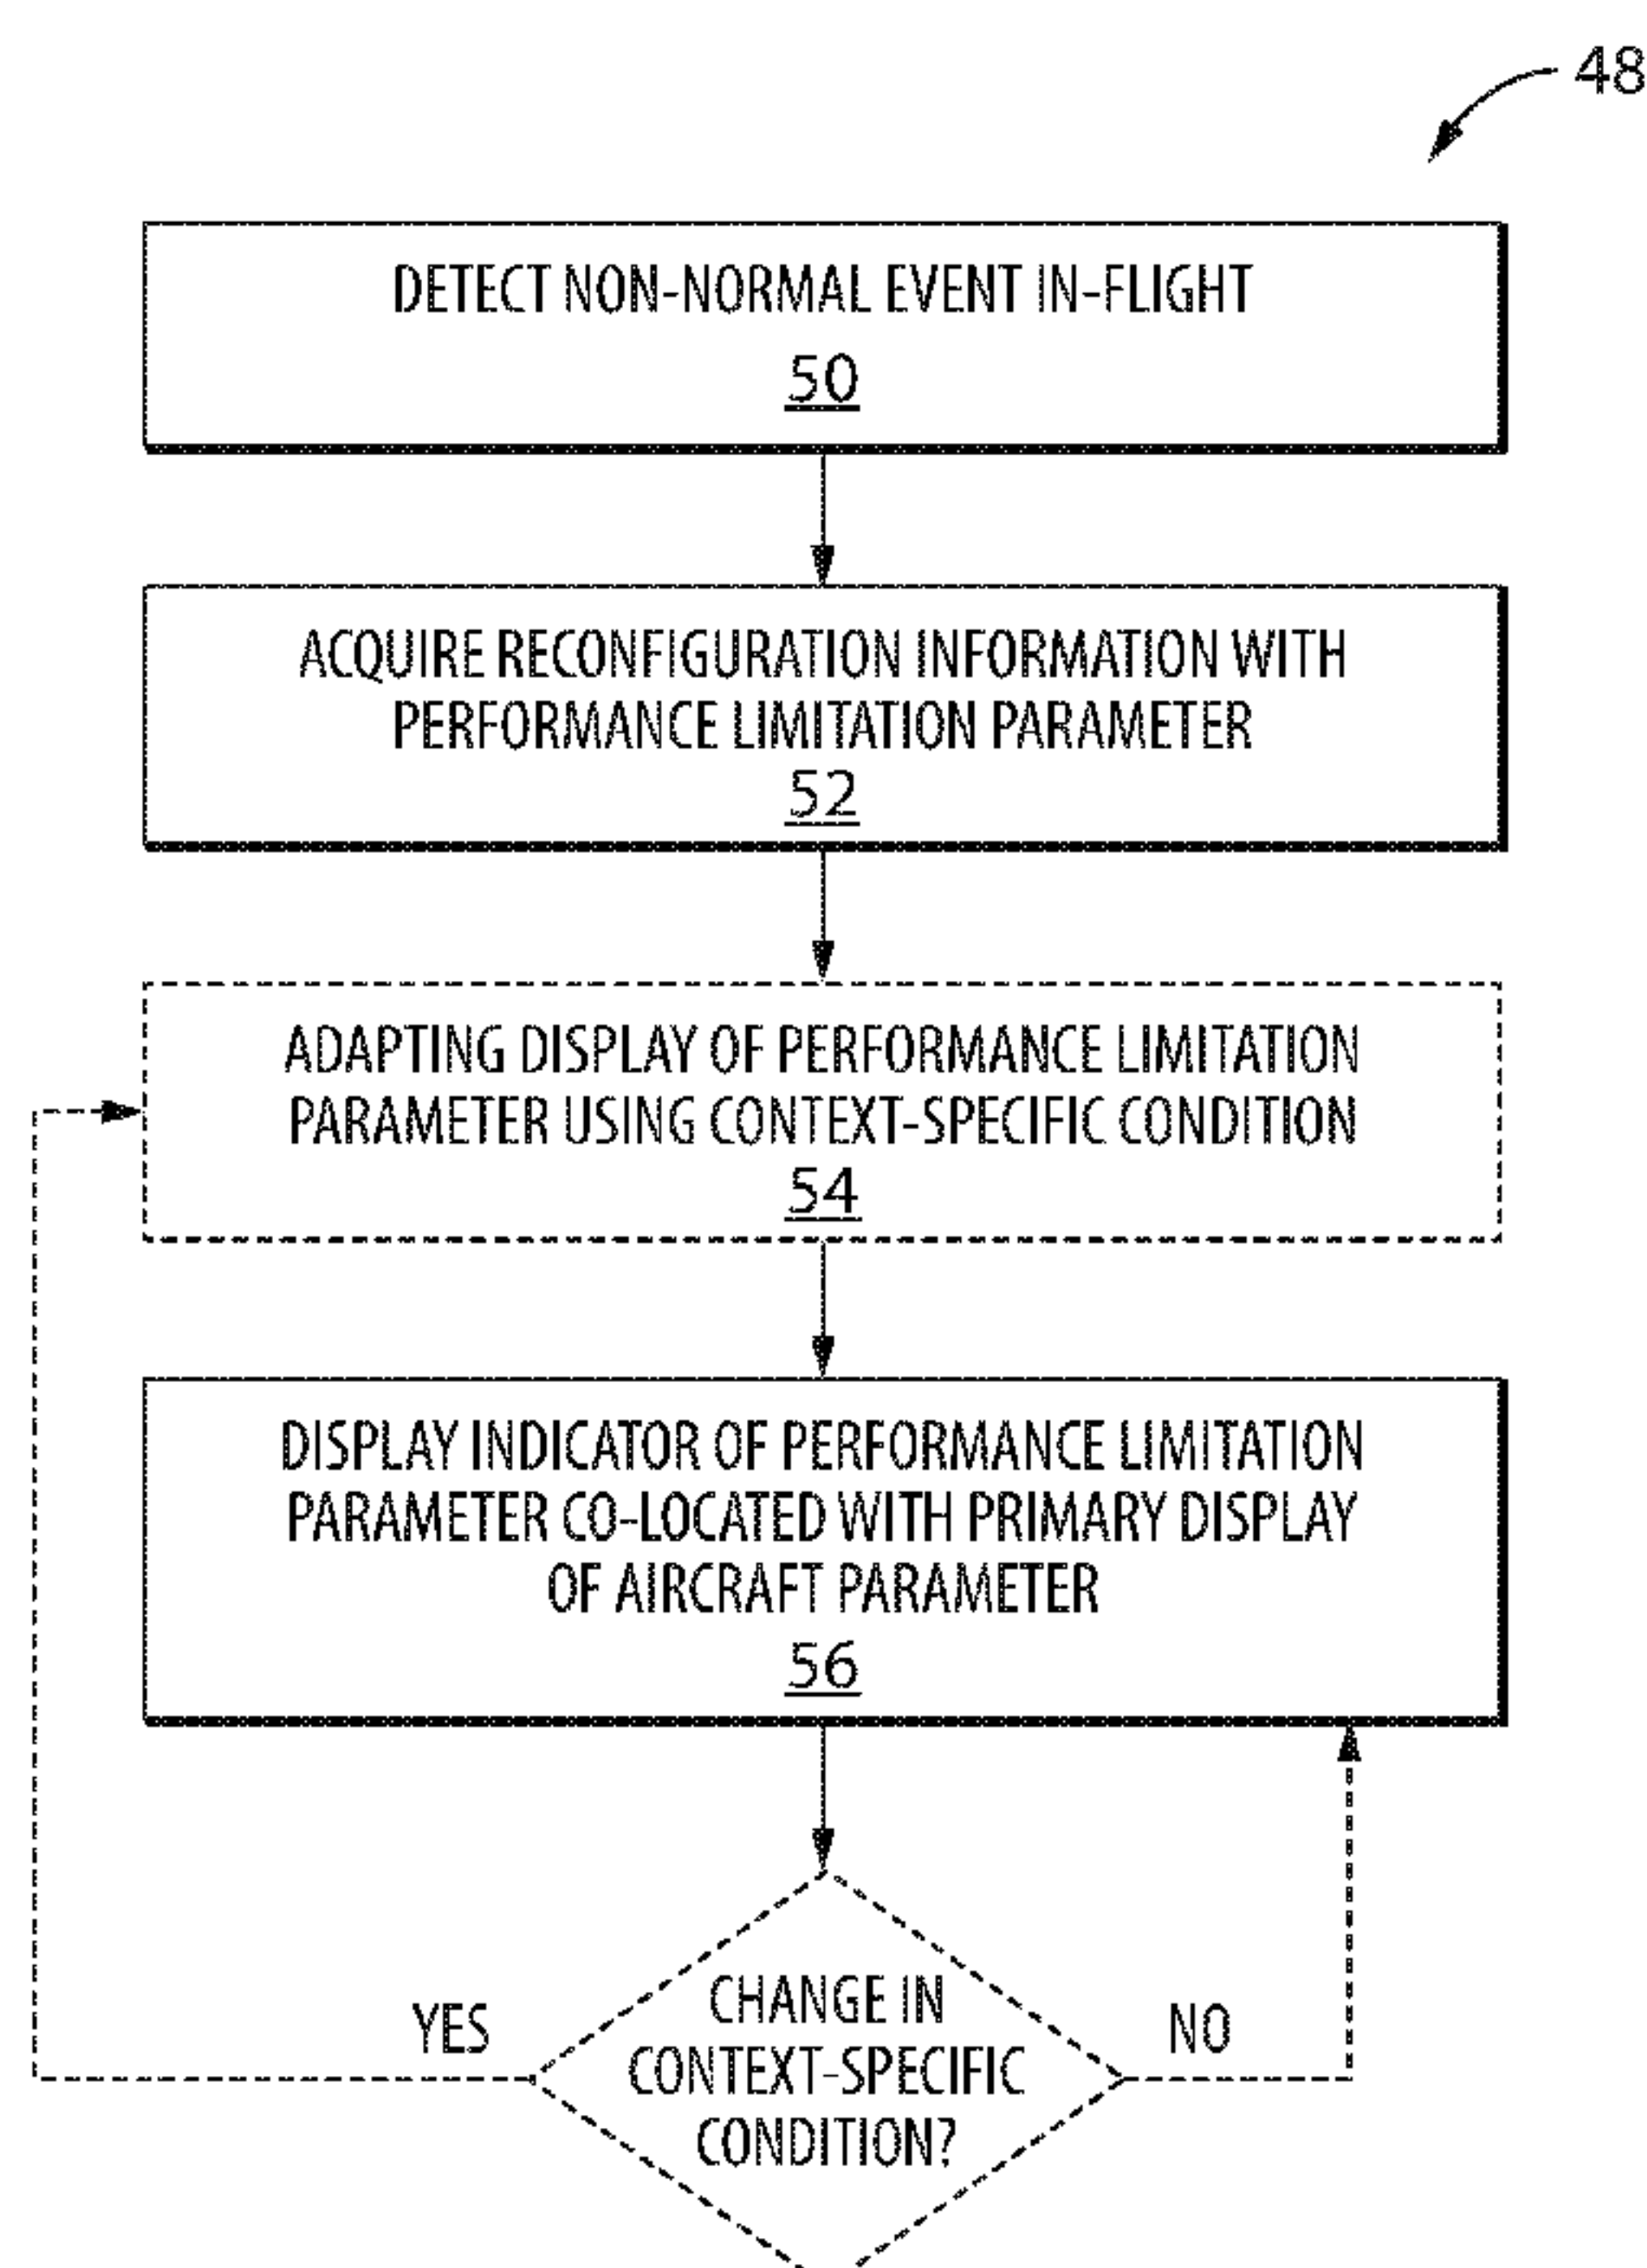 48
DETECT NON-NORMAL EVENT IN-FLIGHT
50
ACQUIRE RECONFIGURATION INFORMATION WITH
PERFORMANCE LIMITATION PARAMETER
52
ADAPTING DISPLAY OF PERFORMANCE LIMITATION
PARAMETER USING CONTEXT-SPECIFIC CONDITION
54
DISPLAY INDICATOR OF PERFORMANCE LIMITATION
PARAMETER CO-LOCATED WITH PRIMARY DISPLAY
OF AIRCRAFT PARAMETER
56
YES
CHANGE IN
CONTEXT-SPECIFIC
CONDITION?
NO